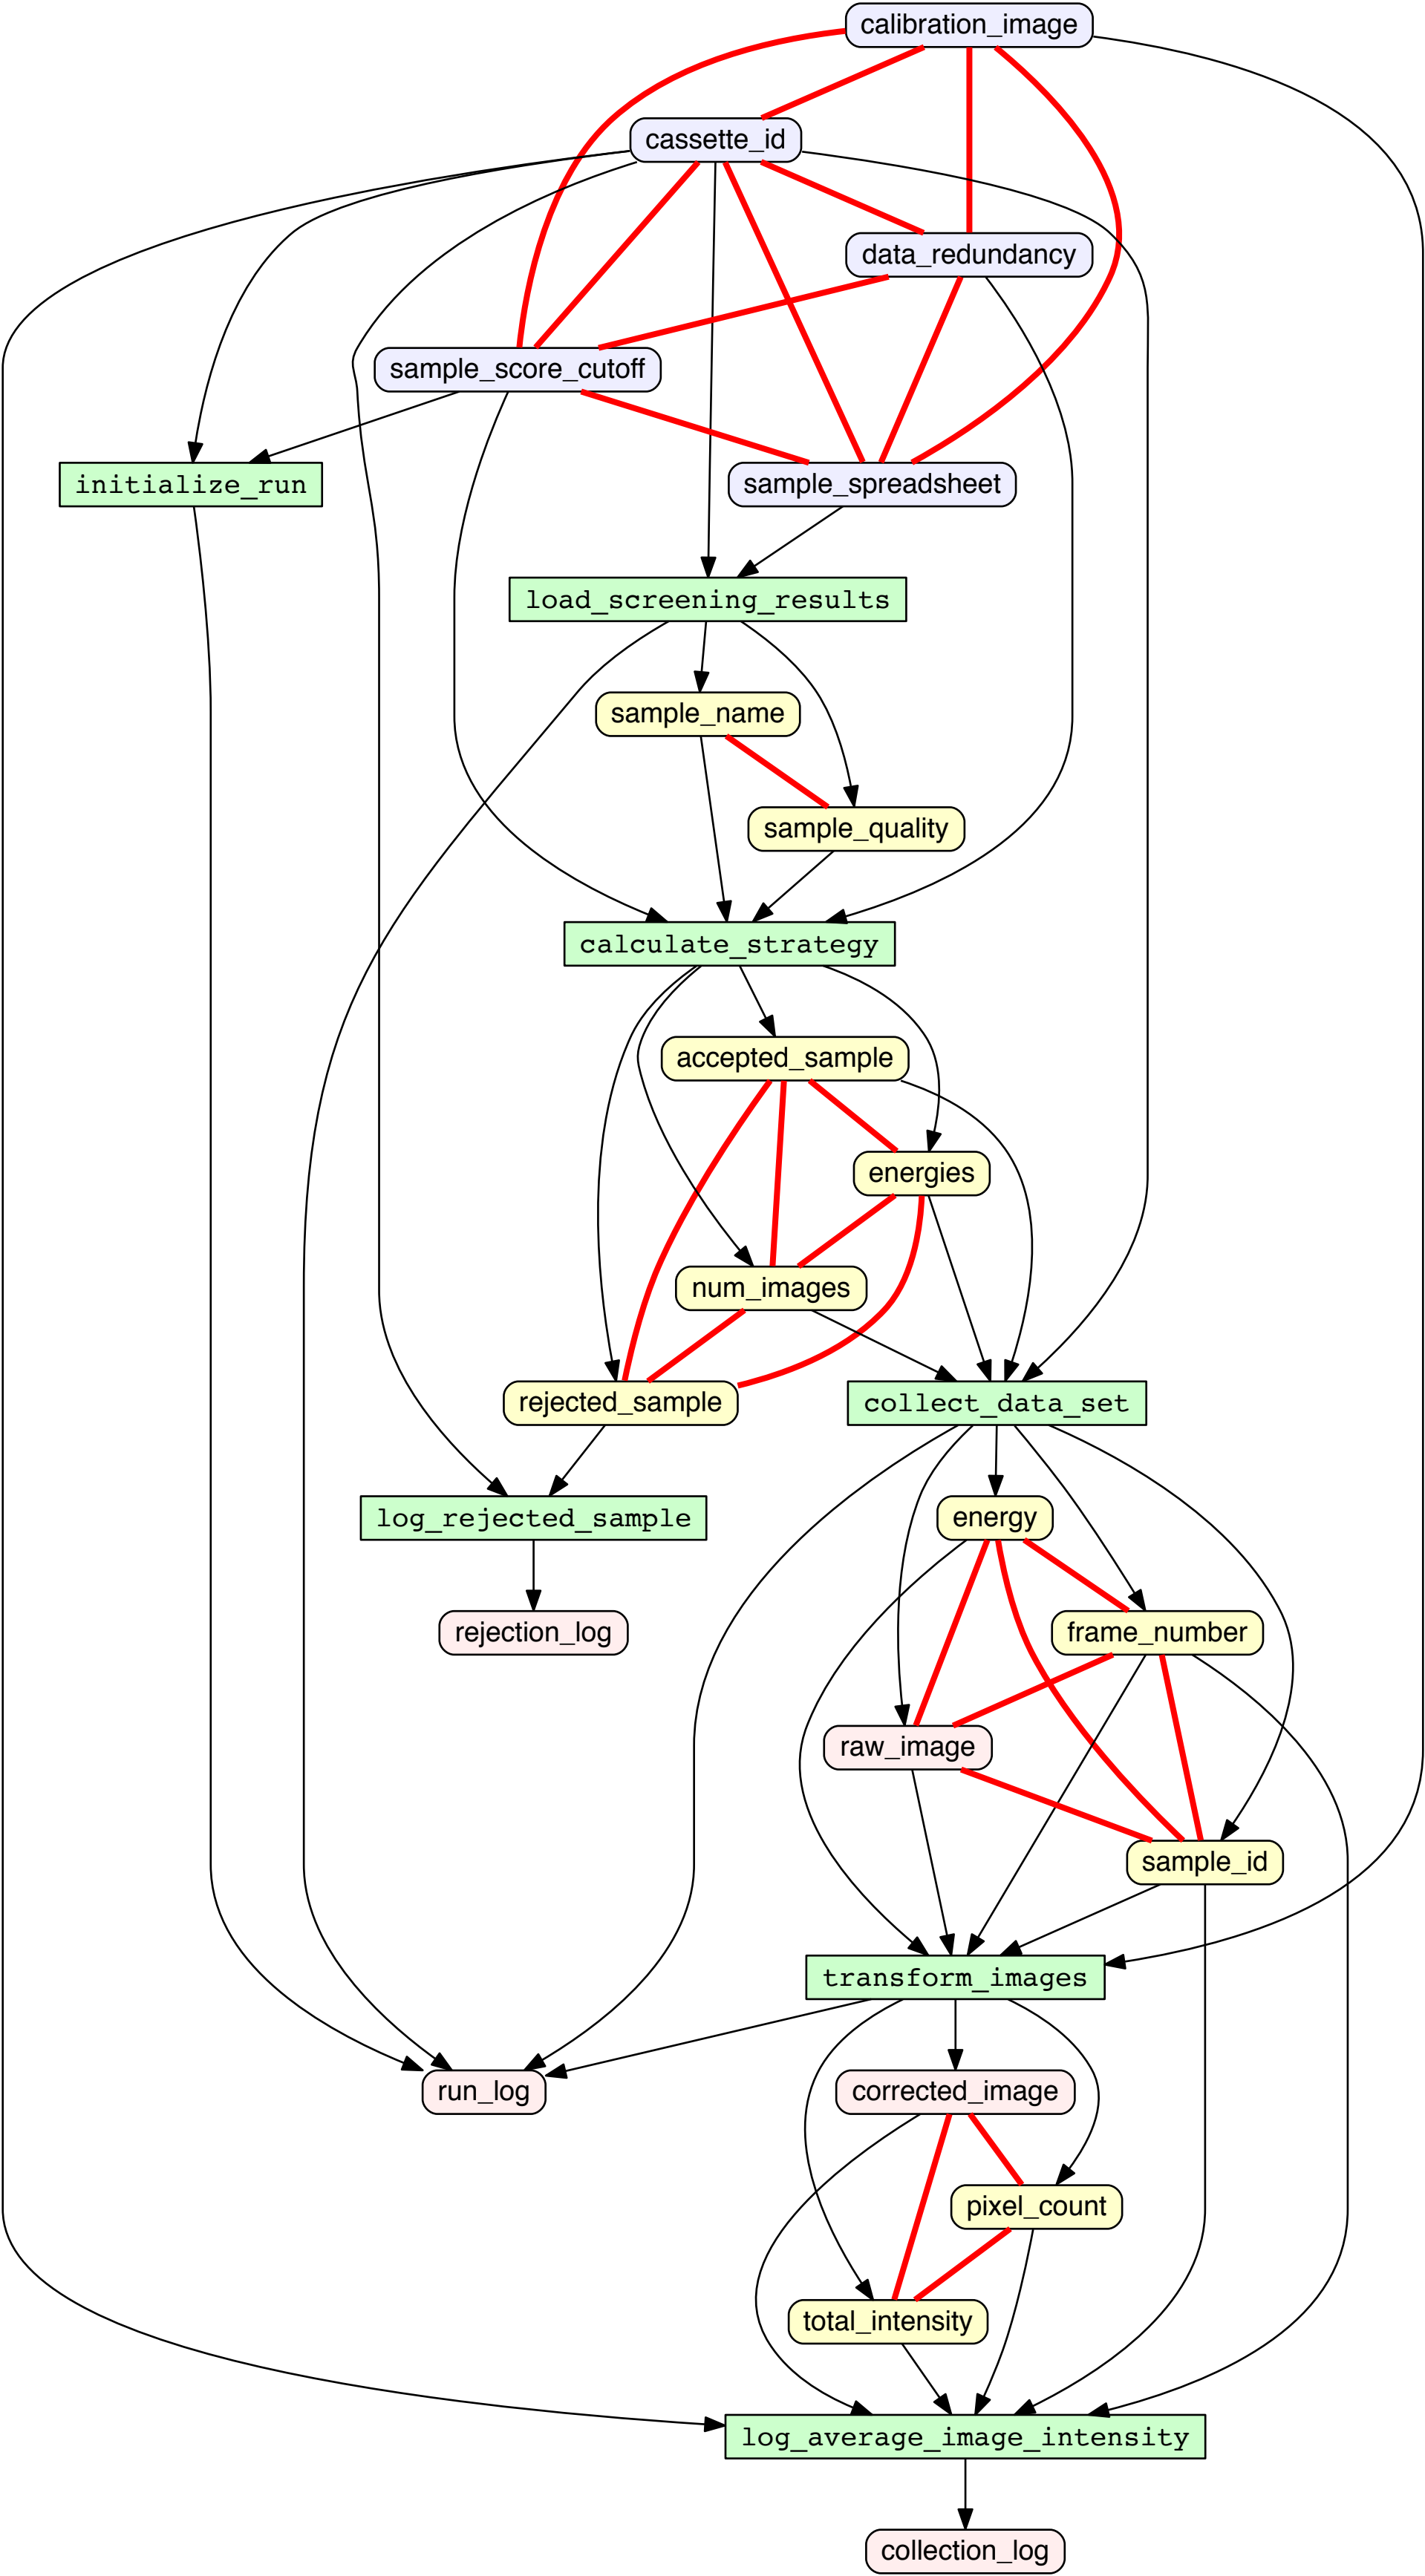 calibration_image
cassette_id
data_redundancy
sample_score_cutoff
initialize_run
sample_spreadsheet
load_screening_results
sample_name
sample_quality
calculate_strategy
accepted_sample
energies
num_images
rejected_sample
collect_data_set
log_rejected_sample
energy
rejection_log
frame_number
raw_image
sample_id
transform_images
run_log
corrected_image
pixel_count
total_intensity
log_average_image_intensity
collection_log